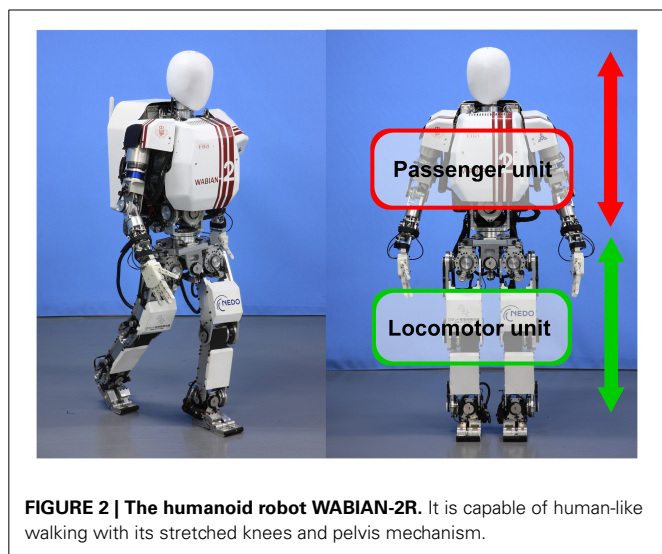 WABIAN
2
NEDO
2
Passenger unit
NEDO
Locomotor unit
FIGURE 2 | The humanoid robot WABIAN-2R. It is capable of human-like
walking with its stretched knees and pelvis mechanism.